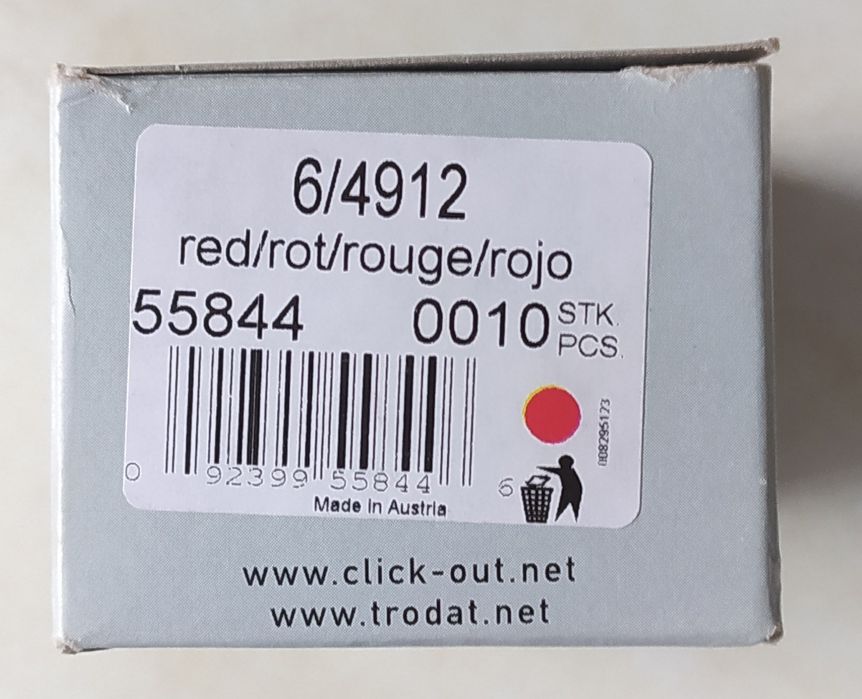 6/4912
red/rot/rouge/rojo
55844 0010 STK. PCS.
008295123
0 92399 55844 6
Made in Austria
www.click-out.net
www.trodat.net